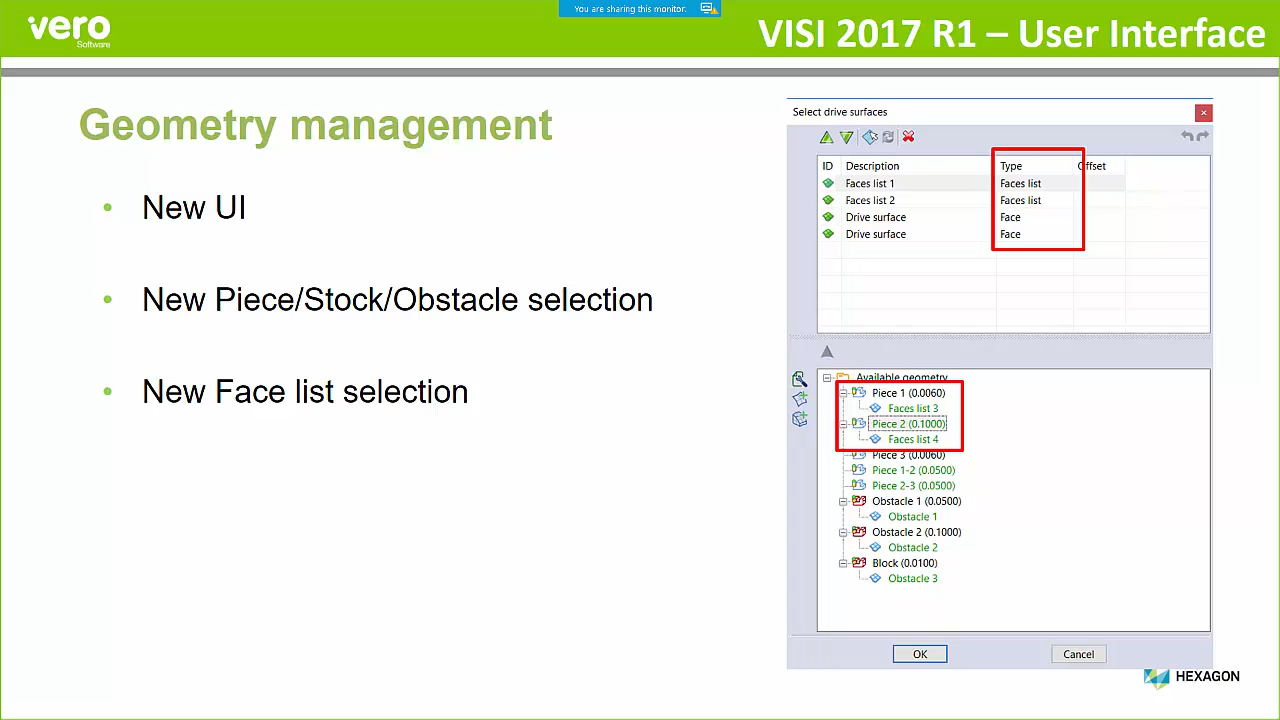 You are sharing this monitor.
vero
Software
VISI 2017 R1 – User Interface
Geometry management
• New UI
• New Piece/Stock/Obstacle selection
• New Face list selection
Select drive surfaces
ID Description Type Offset
Faces list 1 Faces list
Faces list 2 Faces list
Drive surface Face
Drive surface Face
Available geometry
Piece 1 (0.0060)
Faces list 3
Piece 2 (0.1000)
Faces list 4
Piece 3 (0.0060)
Piece 1-2 (0.0500)
Piece 2-3 (0.0500)
Obstacle 1 (0.0500)
Obstacle 1
Obstacle 2 (0.1000)
Obstacle 2
Block (0.0100)
Obstacle 3
OK Cancel
HEXAGON